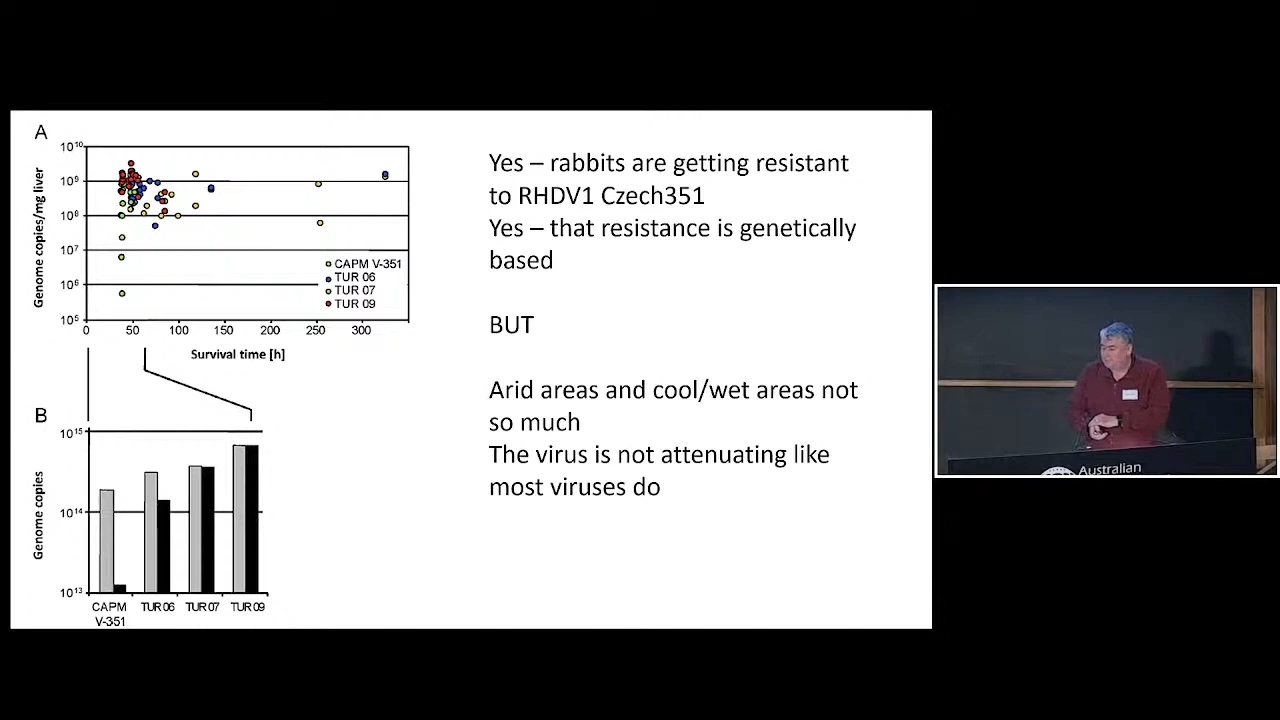 A
Genome copies/mg liver
10^10
10^9
10^8
10^7
10^6
10^5
CAPM V-351
TUR 06
TUR 07
TUR 09
0 50 100 150 200 250 300
Survival time [h]
B
Genome copies
10^15
10^14
10^13
CAPM V-351
TUR 06
TUR 07
TUR 09
Yes – rabbits are getting resistant
to RHDV1 Czech351
Yes – that resistance is genetically
based
BUT
Arid areas and cool/wet areas not
so much
The virus is not attenuating like
most viruses do
Australian